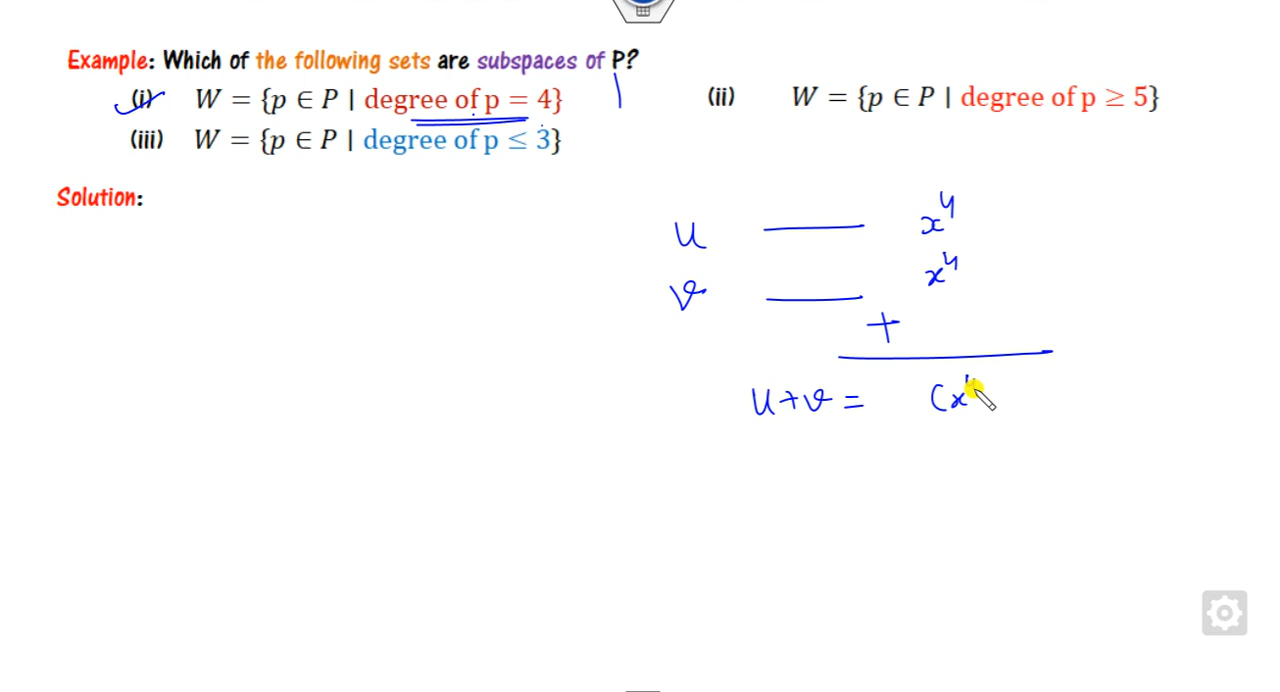 Example: Which of the following sets are subspaces of P?
(i) W = {p ∈ P | degree of p = 4} (ii) W = {p ∈ P | degree of p ≥ 5}
(iii) W = {p ∈ P | degree of p ≤ 3}
Solution:
u x⁴
v x⁴
+
u + v = (x⁴